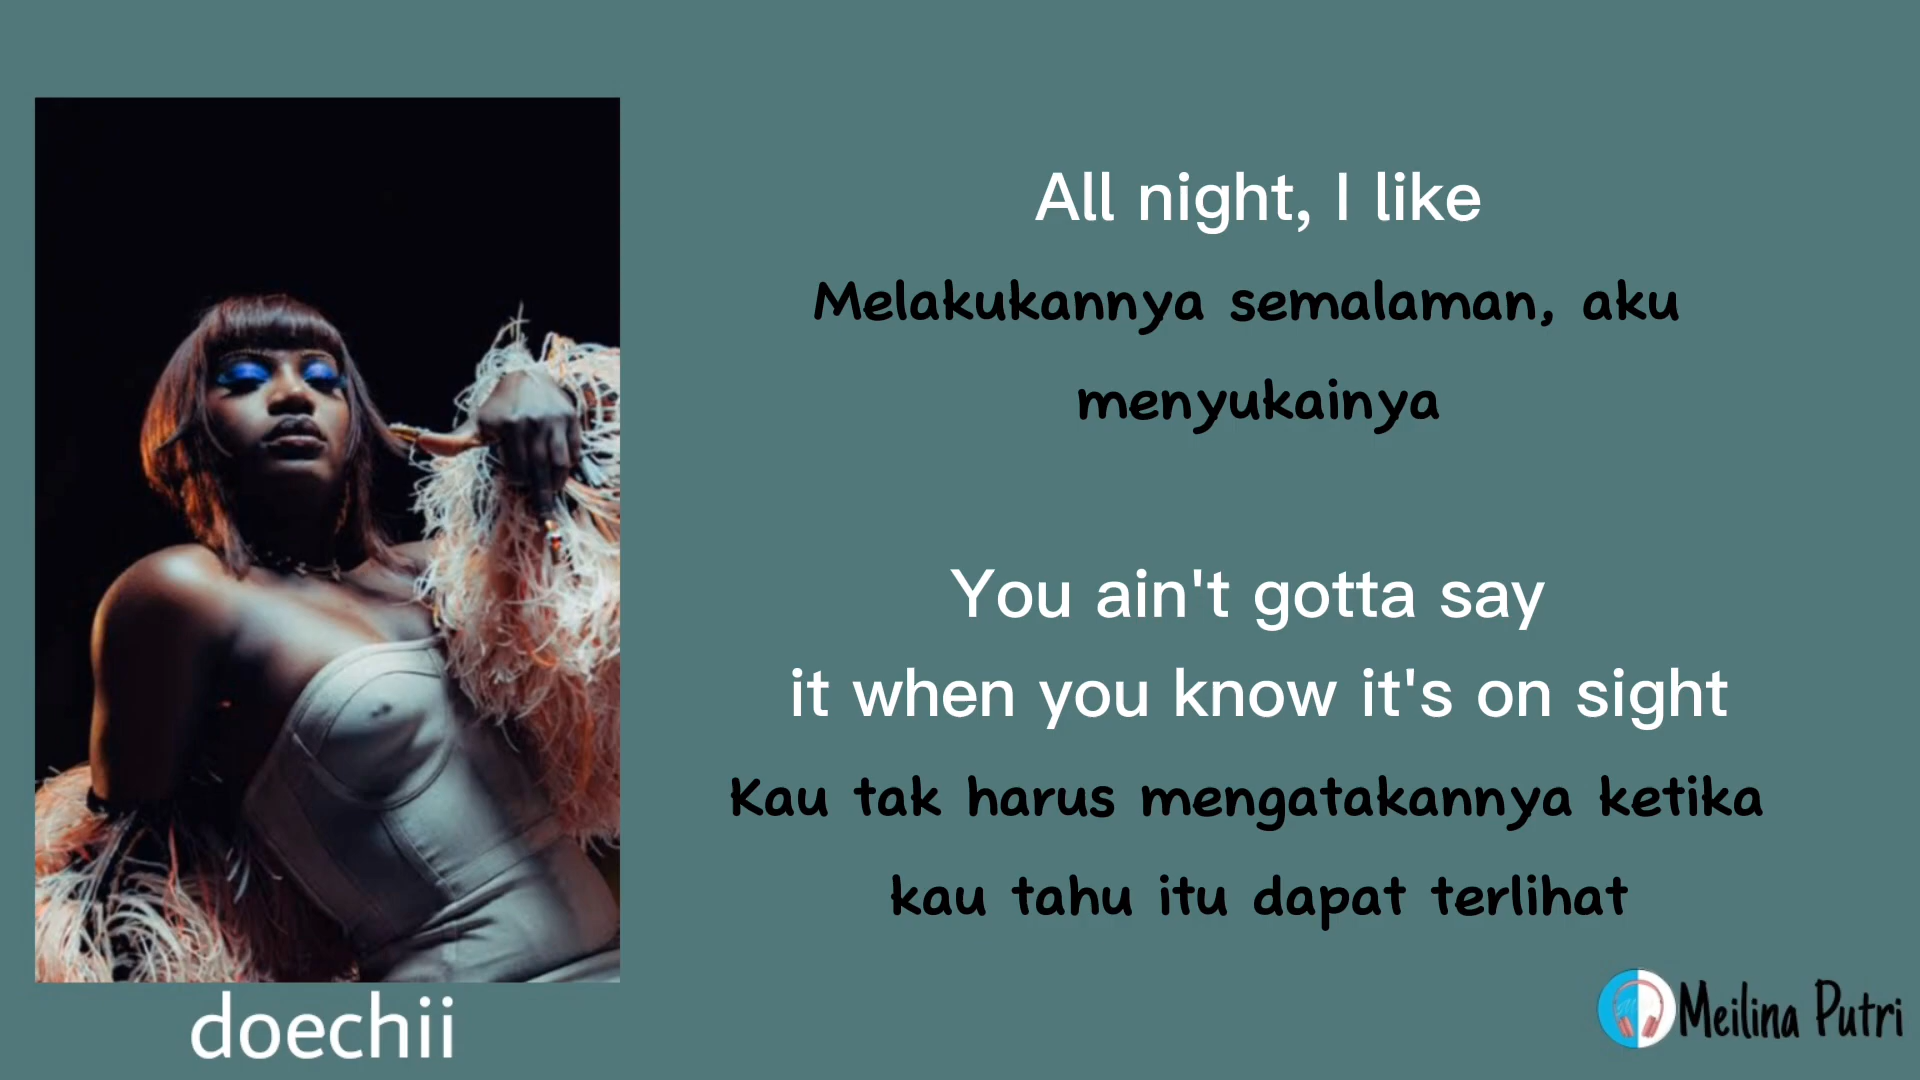 All night, I like
Melakukannya semalaman, aku
menyukainya
You ain't gotta say
it when you know it's on sight
Kau tak harus mengatakannya ketika
kau tahu itu dapat terlihat
doechii
Meilina Putri